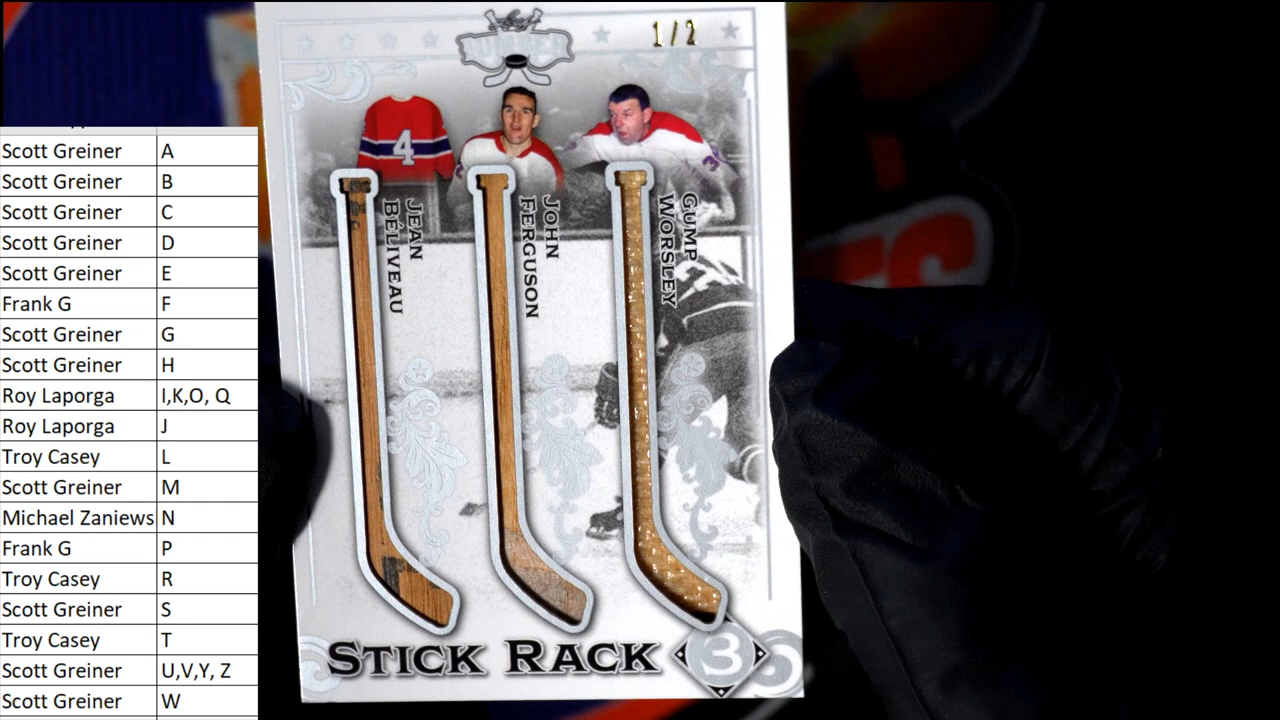 Scott Greiner A
Scott Greiner B
Scott Greiner C
Scott Greiner D
Scott Greiner E
Frank G F
Scott Greiner G
Scott Greiner H
Roy Laporga I,K,O, Q
Roy Laporga J
Troy Casey L
Scott Greiner M
Michael Zaniews N
Frank G P
Troy Casey R
Scott Greiner S
Troy Casey T
Scott Greiner U,V,Y, Z
Scott Greiner W
1/2
4
JEAN
BÉLIVEAU
JOHN
FERGUSON
GUMP
WORSLEY
STICK RACK 3